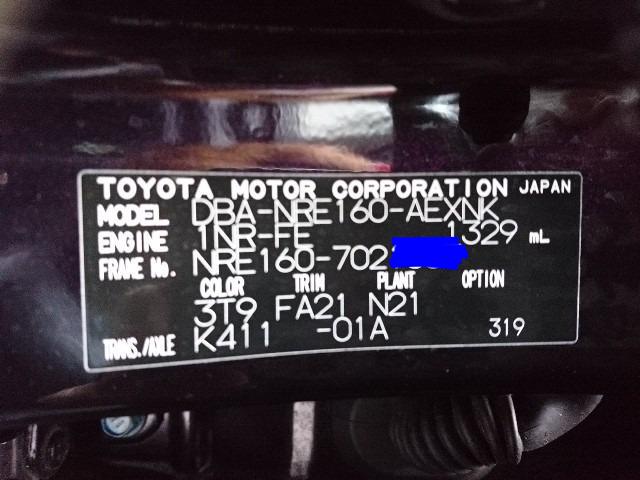 TOYOTA MOTOR CORPORATION JAPAN
MODEL DBA-NRE160-AEXNK
ENGINE 1NR-FE 1329 mL
FRAME No. NRE160-702
COLOR TRIM PLANT OPTION
3T9 FA21 N21
TRANS./AXLE K411 -01A 319